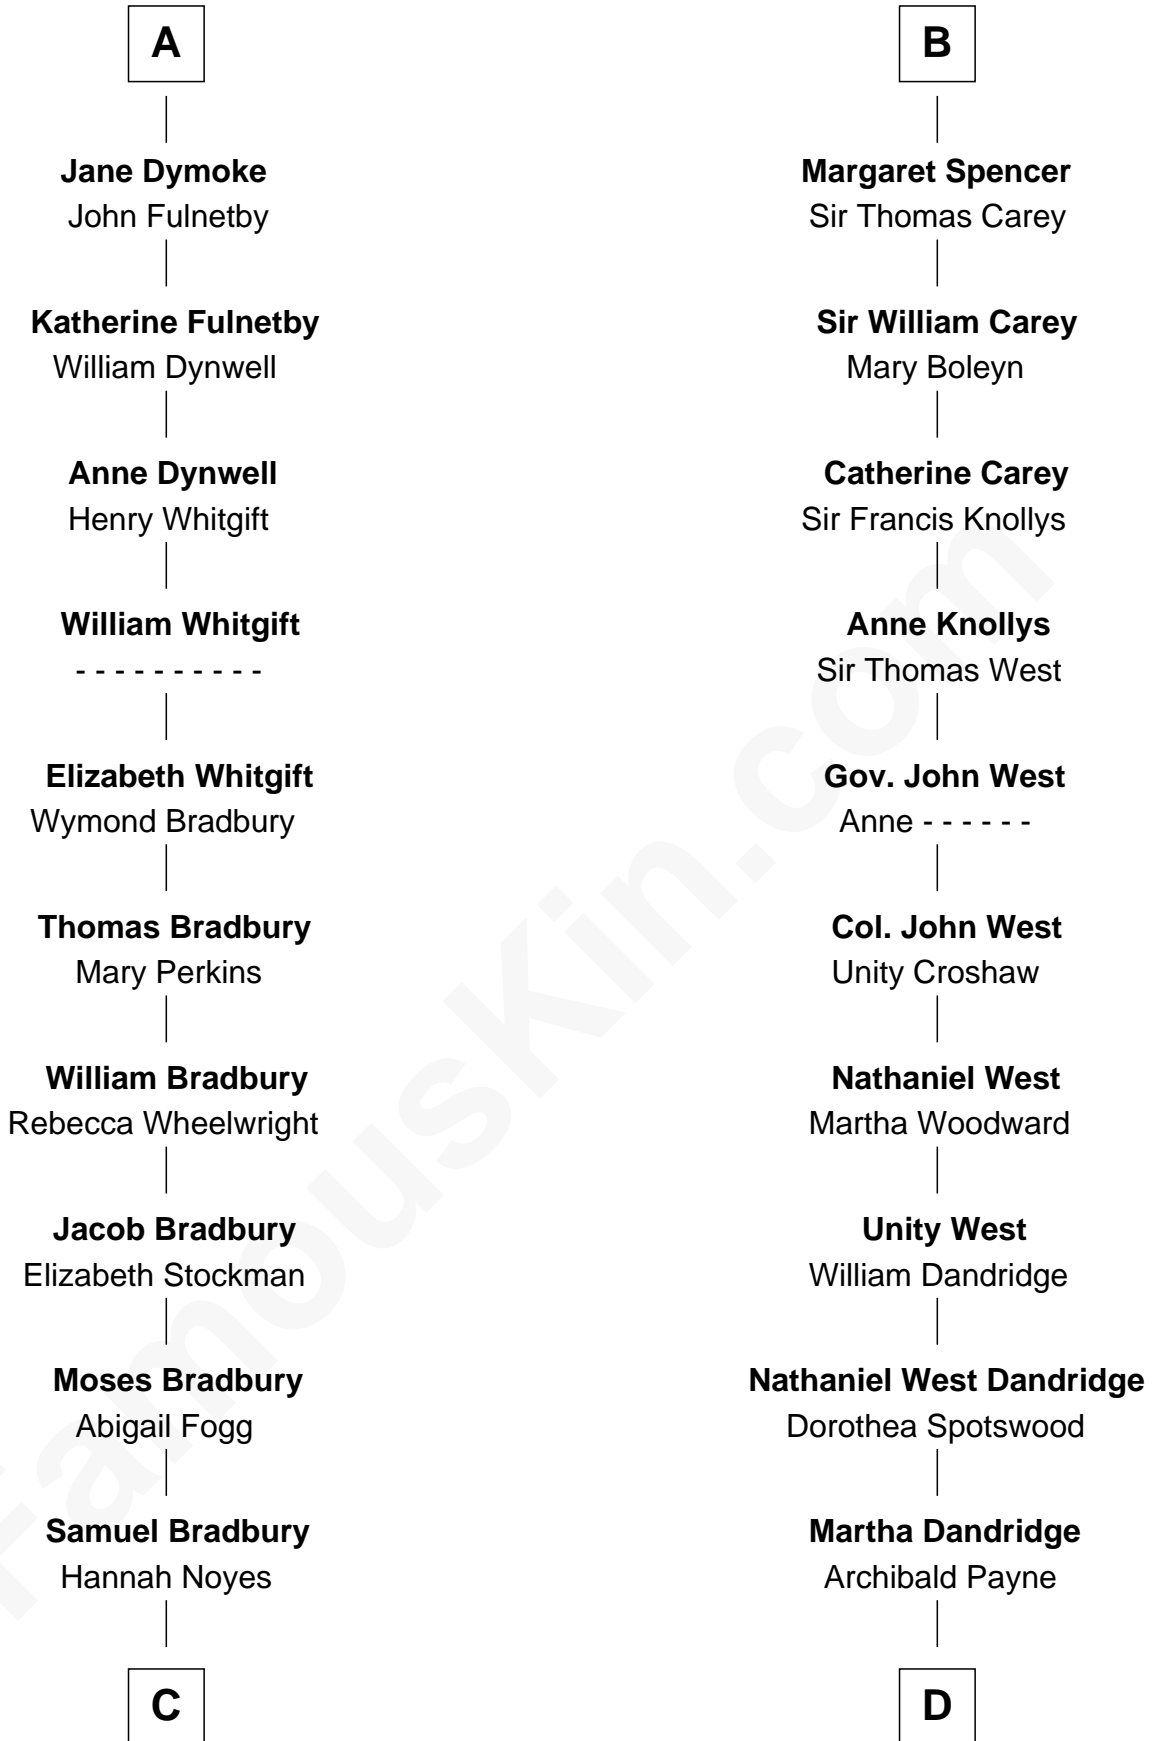 A
Jane Dymoke
John Fulnetby
Katherine Fulnetby
William Dynwell
Anne Dynwell
Henry Whitgift
William Whitgift
- - - - - - - - - -
Elizabeth Whitgift
Wymond Bradbury
Thomas Bradbury
Mary Perkins
William Bradbury
Rebecca Wheelwright
Jacob Bradbury
Elizabeth Stockman
Moses Bradbury
Abigail Fogg
Samuel Bradbury
Hannah Noyes
C
B
Margaret Spencer
Sir Thomas Carey
Sir William Carey
Mary Boleyn
Catherine Carey
Sir Francis Knollys
Anne Knollys
Sir Thomas West
Gov. John West
Anne - - - - - -
Col. John West
Unity Croshaw
Nathaniel West
Martha Woodward
Unity West
William Dandridge
Nathaniel West Dandridge
Dorothea Spotswood
Martha Dandridge
Archibald Payne
D
FamousKin.com